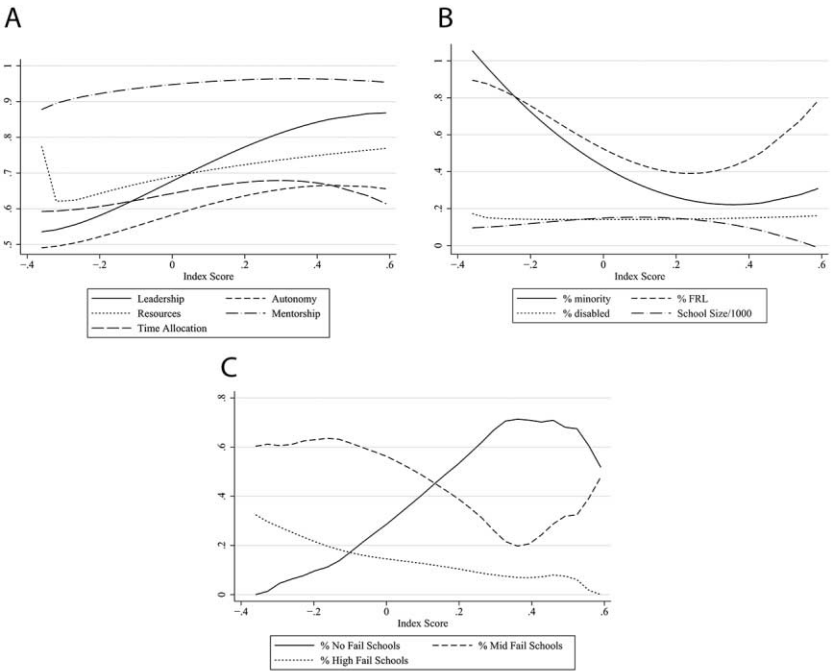 A
1
.9
.8
.7
.6
.5
-.4 -.2 0 .2 .4 .6
Index Score
Leadership Autonomy
Resources Mentorship
Time Allocation
B
1
.8
.6
.4
.2
0
-.4 -.2 0 .2 .4 .6
Index Score
% minority % FRL
% disabled School Size/1000
C
.8
.6
.4
.2
0
-.4 -.2 0 .2 .4 .6
Index Score
% No Fail Schools % Mid Fail Schools
% High Fail Schools